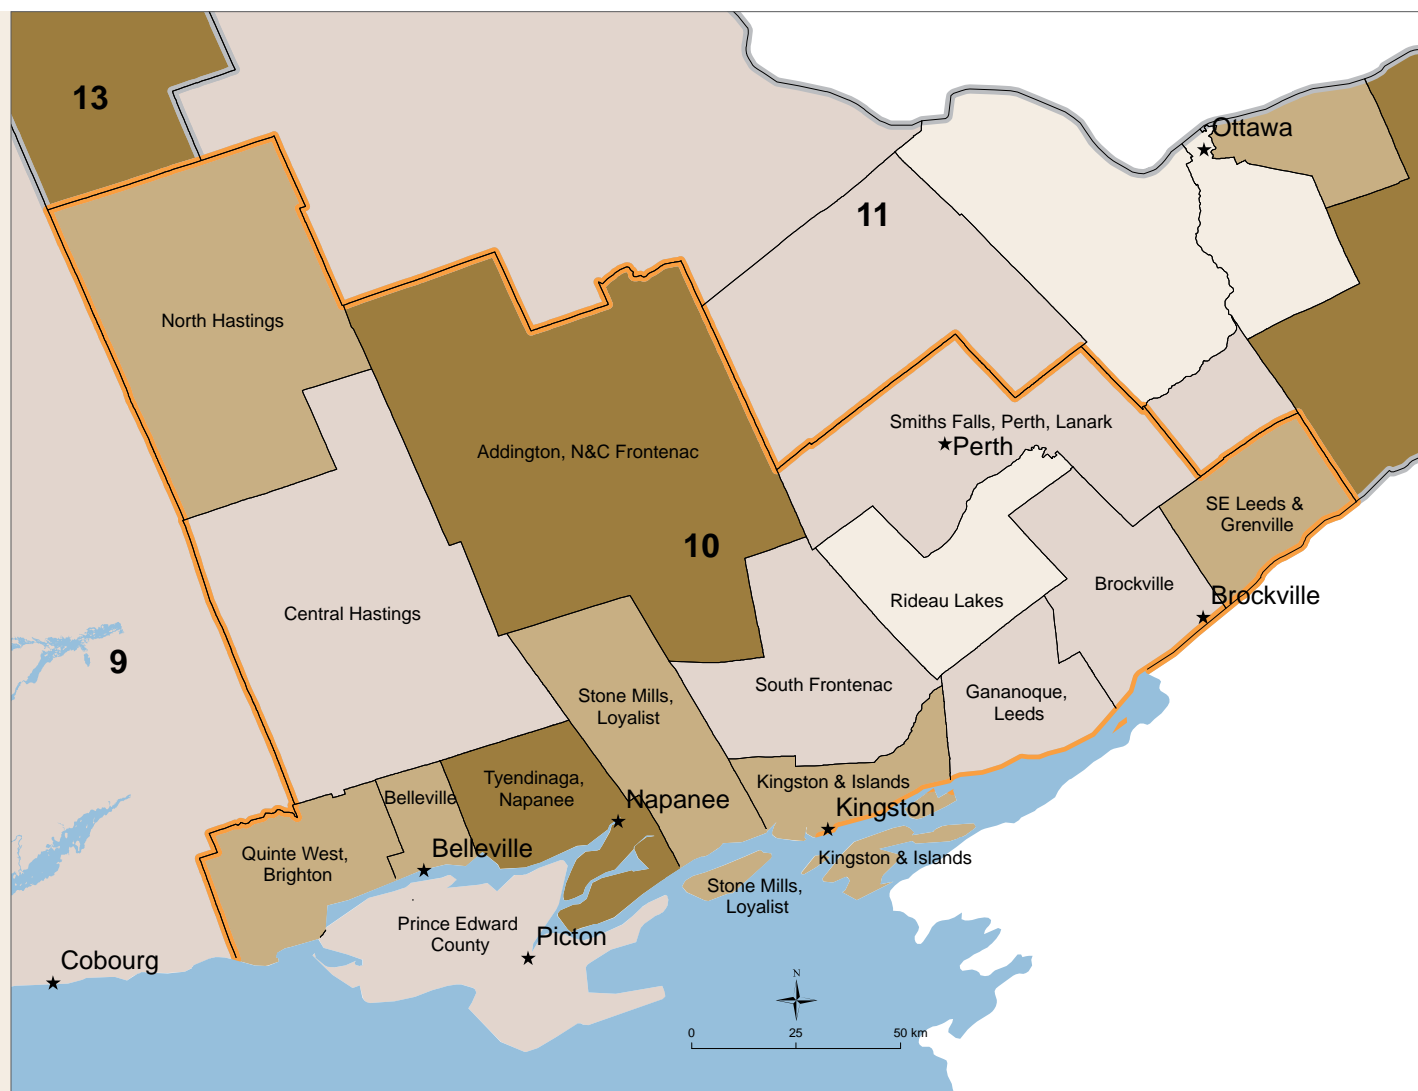 13
Ottawa
11
North Hastings
Smiths Falls, Perth, Lanark
Perth
Addington, N&C Frontenac
SE Leeds &
Grenville
10
Brockville
Rideau Lakes
Brockville
Central Hastings
9
South Frontenac
Gananoque,
Leeds
Stone Mills,
Loyalist
Tyendinaga,
Napanee
Kingston & Islands
Belleville
Napanee
Kingston
Belleville
Quinte West,
Brighton
Kingston & Islands
Stone Mills,
Loyalist
Prince Edward
County
Picton
Cobourg
N
0 25 50 km